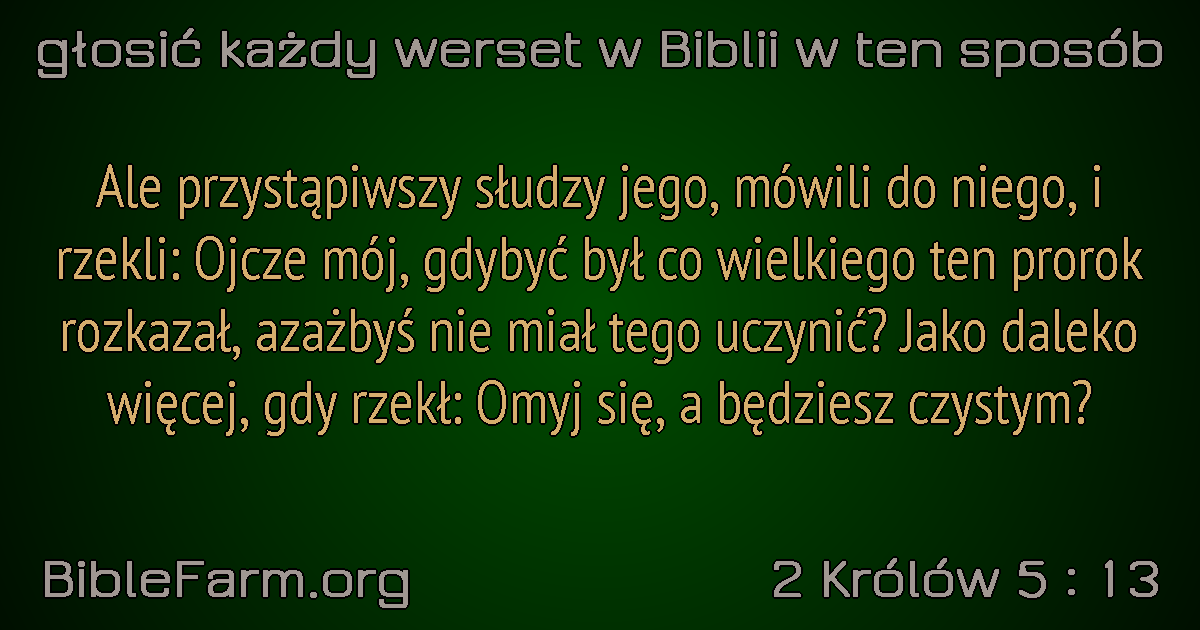 głosić każdy werset w Biblii w ten sposób
Ale przystąpiwszy słudzy jego, mówili do niego, i
rzekli: Ojcze mój, gdybyć był co wielkiego ten prorok
rozkazał, azażbyś nie miał tego uczynić? Jako daleko
więcej, gdy rzekł: Omyj się, a będziesz czystym?
BibleFarm.org
2 Królów 5 : 13